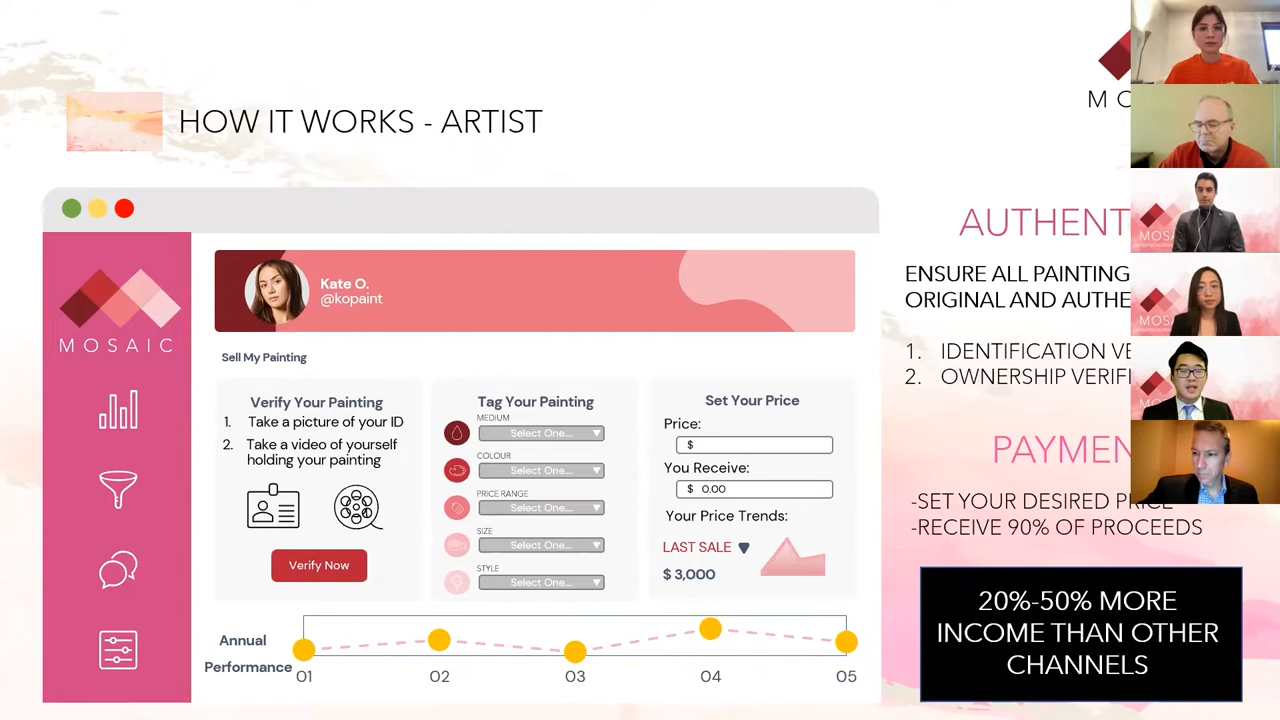 HOW IT WORKS - ARTIST
Kate O.
@kopaint
MOSAIC
Sell My Painting
Verify Your Painting
1. Take a picture of your ID
2. Take a video of yourself
holding your painting
Verify Now
Tag Your Painting
MEDIUM
Select One...
COLOUR
Select One...
PRICE RANGE
Select One...
SIZE
Select One...
STYLE
Select One...
Set Your Price
Price:
$
You Receive:
$ 0.00
Your Price Trends:
LAST SALE
$ 3,000
Annual
Performance
01 02 03 04 05
MO
AUTHENT
ENSURE ALL PAINTING
ORIGINAL AND AUTHE
1. IDENTIFICATION VE
2. OWNERSHIP VERIFI
PAYMEN
-SET YOUR DESIRED PRICE
-RECEIVE 90% OF PROCEEDS
20%-50% MORE
INCOME THAN OTHER
CHANNELS
MOSA
MOSA